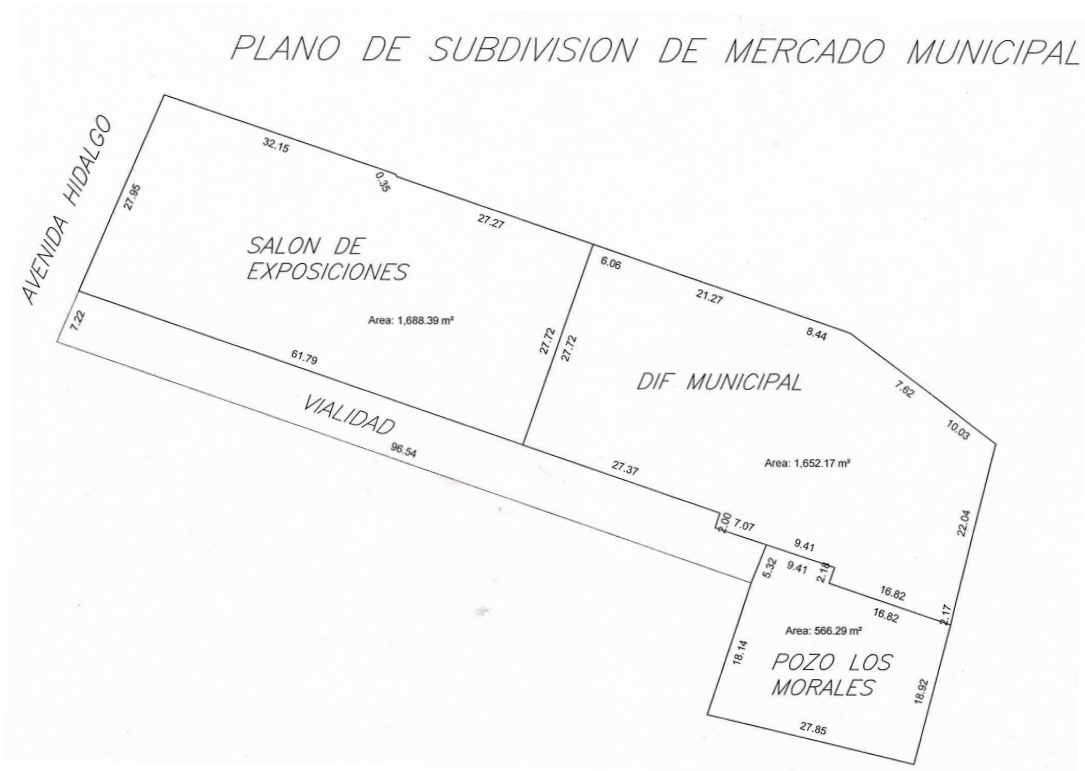 PLANO DE SUBDIVISION DE MERCADO MUNICIPAL
AVENIDA HIDALGO
32.15
0.35
27.95
27.27
SALON DE
EXPOSICIONES
6.06
21.27
8.44
7.22
Area: 1,688.39 m²
27.72
27.72
61.79
7.62
DIF MUNICIPAL
VIALIDAD
96.54
10.03
27.37
Area: 1,652.17 m²
2.00
7.07
9.41
22.04
5.32
9.41
2.18
16.82
16.82
2.17
Area: 566.29 m²
18.14
POZO LOS
MORALES
18.92
27.85